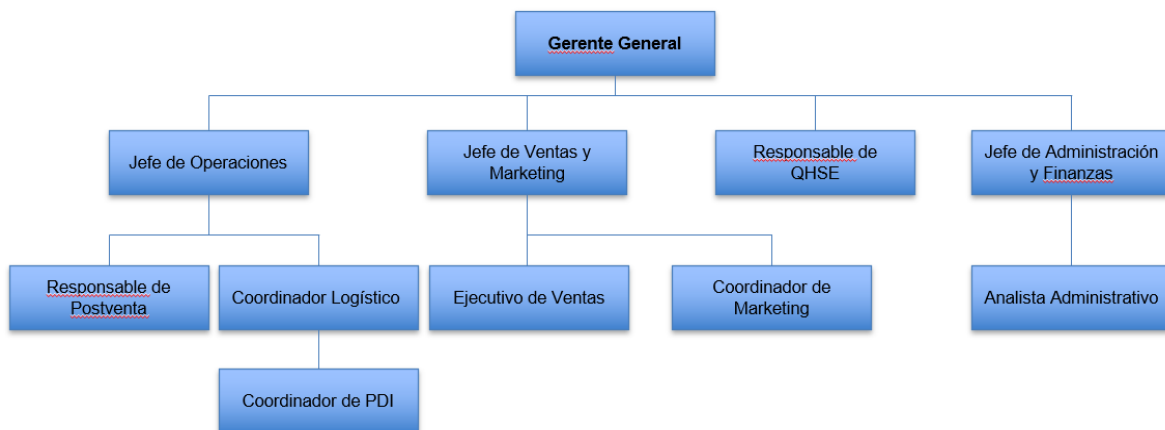 Gerente General
Jefe de Operaciones
Jefe de Ventas y
Marketing
Responsable de
QHSE
Jefe de Administración
y Finanzas
Responsable de
Postventa
Coordinador Logístico
Ejecutivo de Ventas
Coordinador de
Marketing
Analista Administrativo
Coordinador de PDI